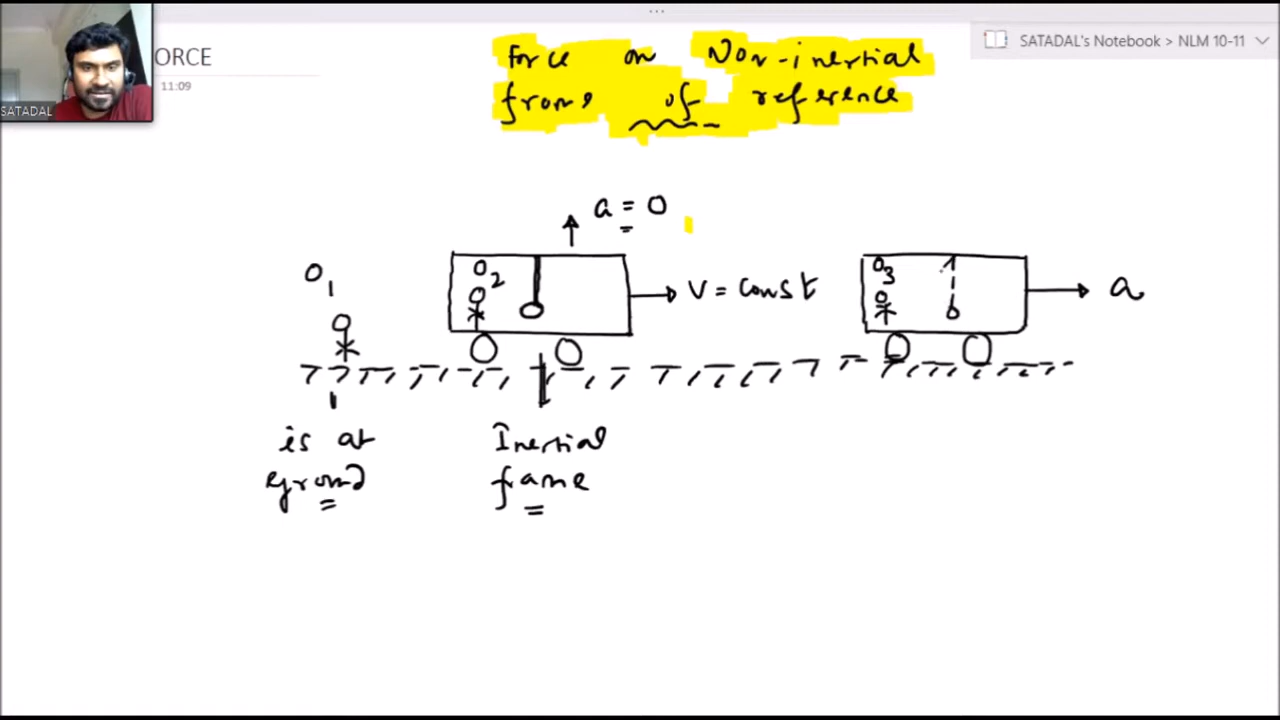 SATADAL's Notebook > NLM 10-11
ORCE
11:09
SATADAL
Force on Non-inertial
frame of reference
a = 0
O1
O2
V = const
O3
a
is at
ground
Inertial
fame